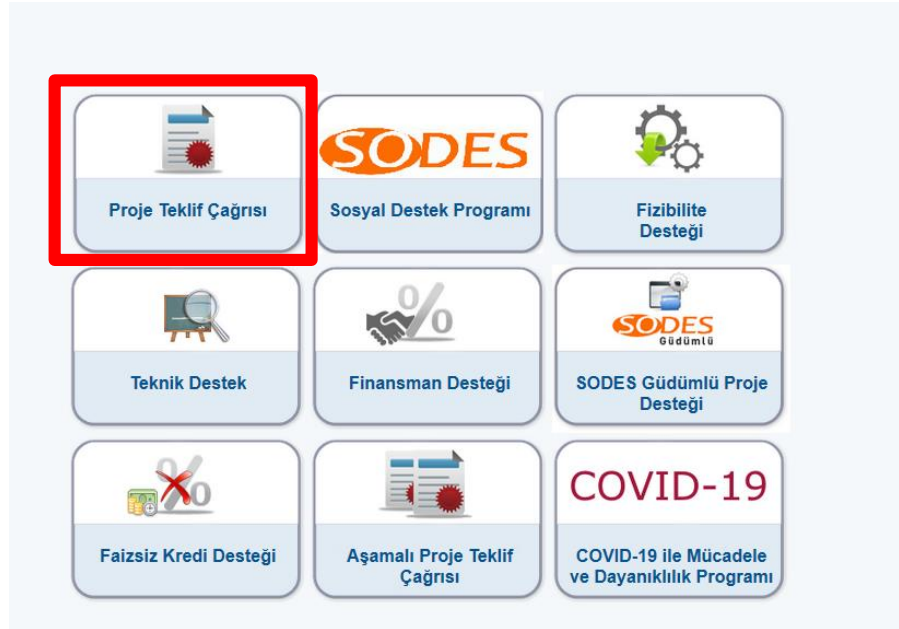 Proje Teklif Çağrısı
SODES
Sosyal Destek Programı
Fizibilite
Desteği
Teknik Destek
%
Finansman Desteği
SODES
Güdümlü
SODES Güdümlü Proje
Desteği
%
Faizsiz Kredi Desteği
Aşamalı Proje Teklif
Çağrısı
COVID-19
COVID-19 ile Mücadele
ve Dayanıklılık Programı